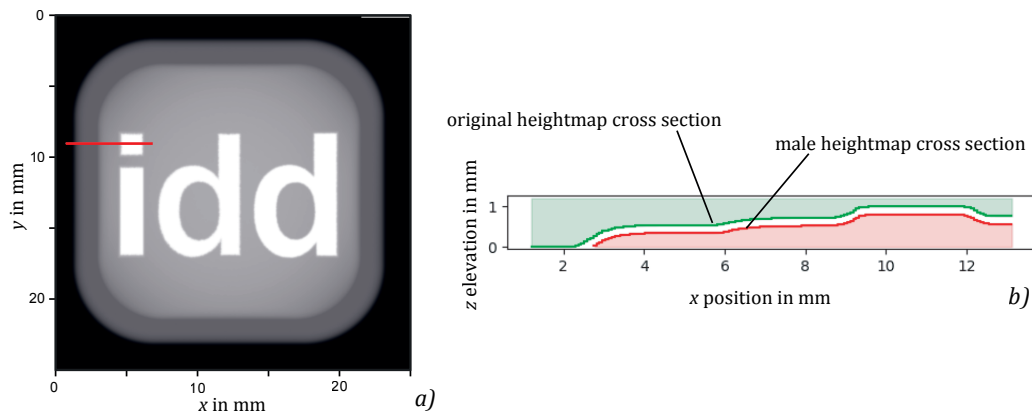 0
10
20
y in mm
idd
0
10
20
x in mm
a)
original heightmap cross section
male heightmap cross section
z elevation in mm
1
0
2
4
6
8
10
12
x position in mm
b)